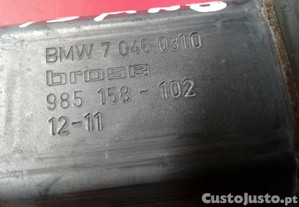 BMW 7 046 0310
brose
985 158-102
12-11
CustoJusto.pt